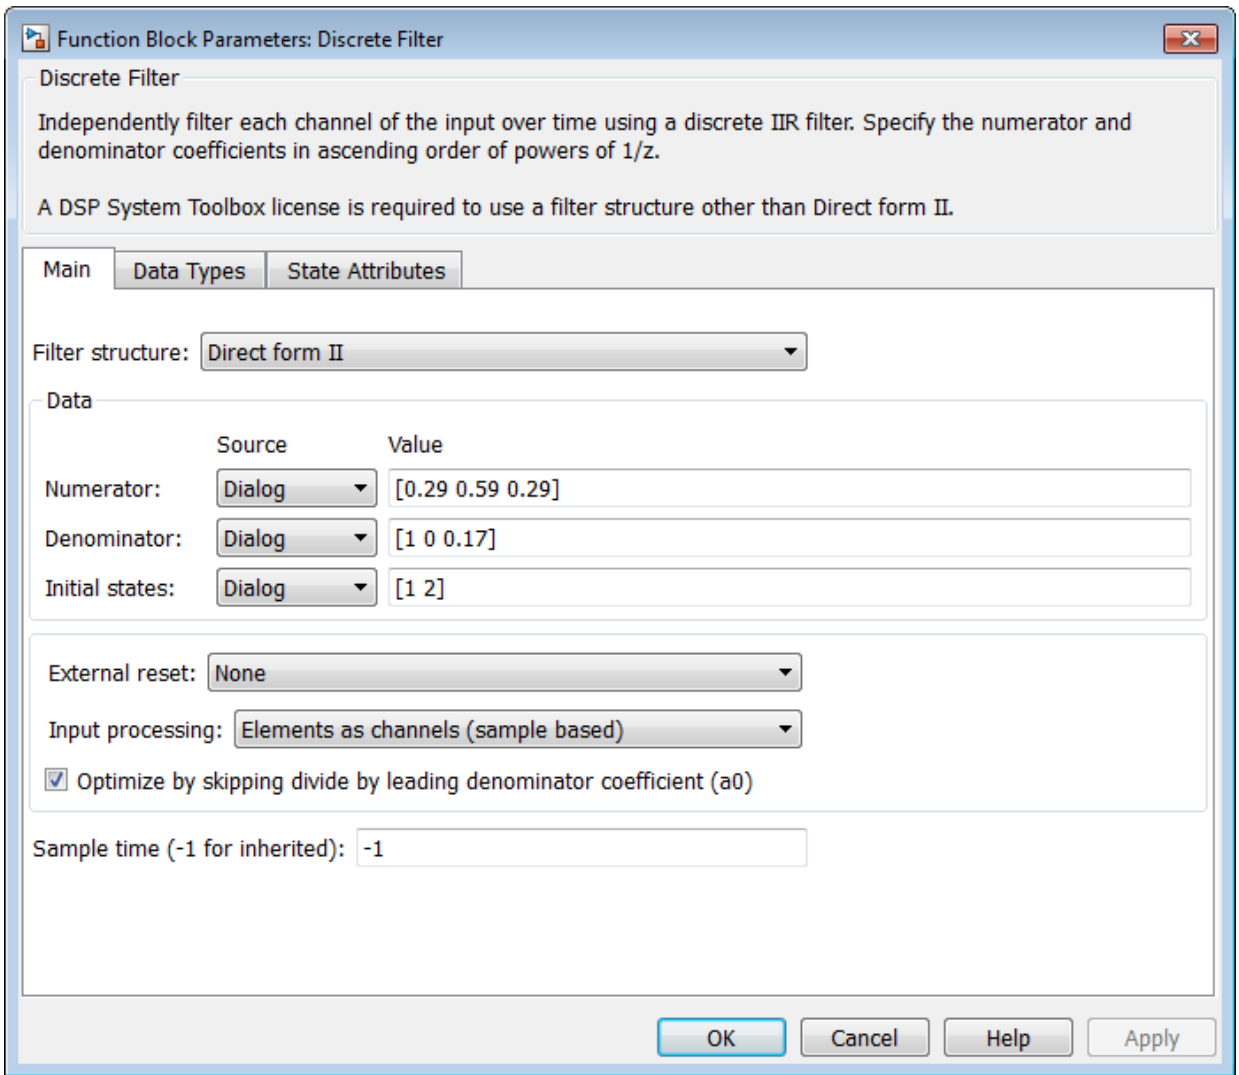 Function Block Parameters: Discrete Filter
Discrete Filter
Independently filter each channel of the input over time using a discrete IIR filter. Specify the numerator and
denominator coefficients in ascending order of powers of 1/z.
A DSP System Toolbox license is required to use a filter structure other than Direct form II.
Main Data Types State Attributes
Filter structure: Direct form II
Data
Source Value
Numerator: Dialog [0.29 0.59 0.29]
Denominator: Dialog [1 0 0.17]
Initial states: Dialog [1 2]
External reset: None
Input processing: Elements as channels (sample based)
Optimize by skipping divide by leading denominator coefficient (a0)
Sample time (-1 for inherited): -1
OK Cancel Help Apply